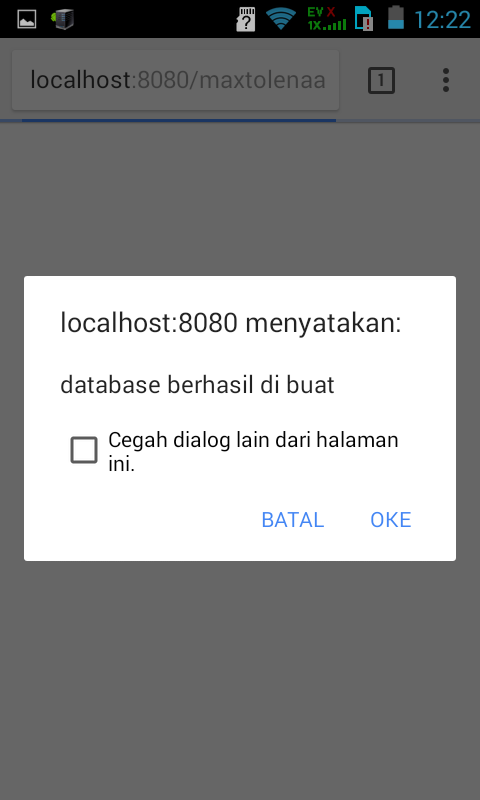 EV X
1X
12:22
localhost:8080/maxtolenaa
1
localhost:8080 menyatakan:
database berhasil di buat
Cegah dialog lain dari halaman
ini.
BATAL OKE